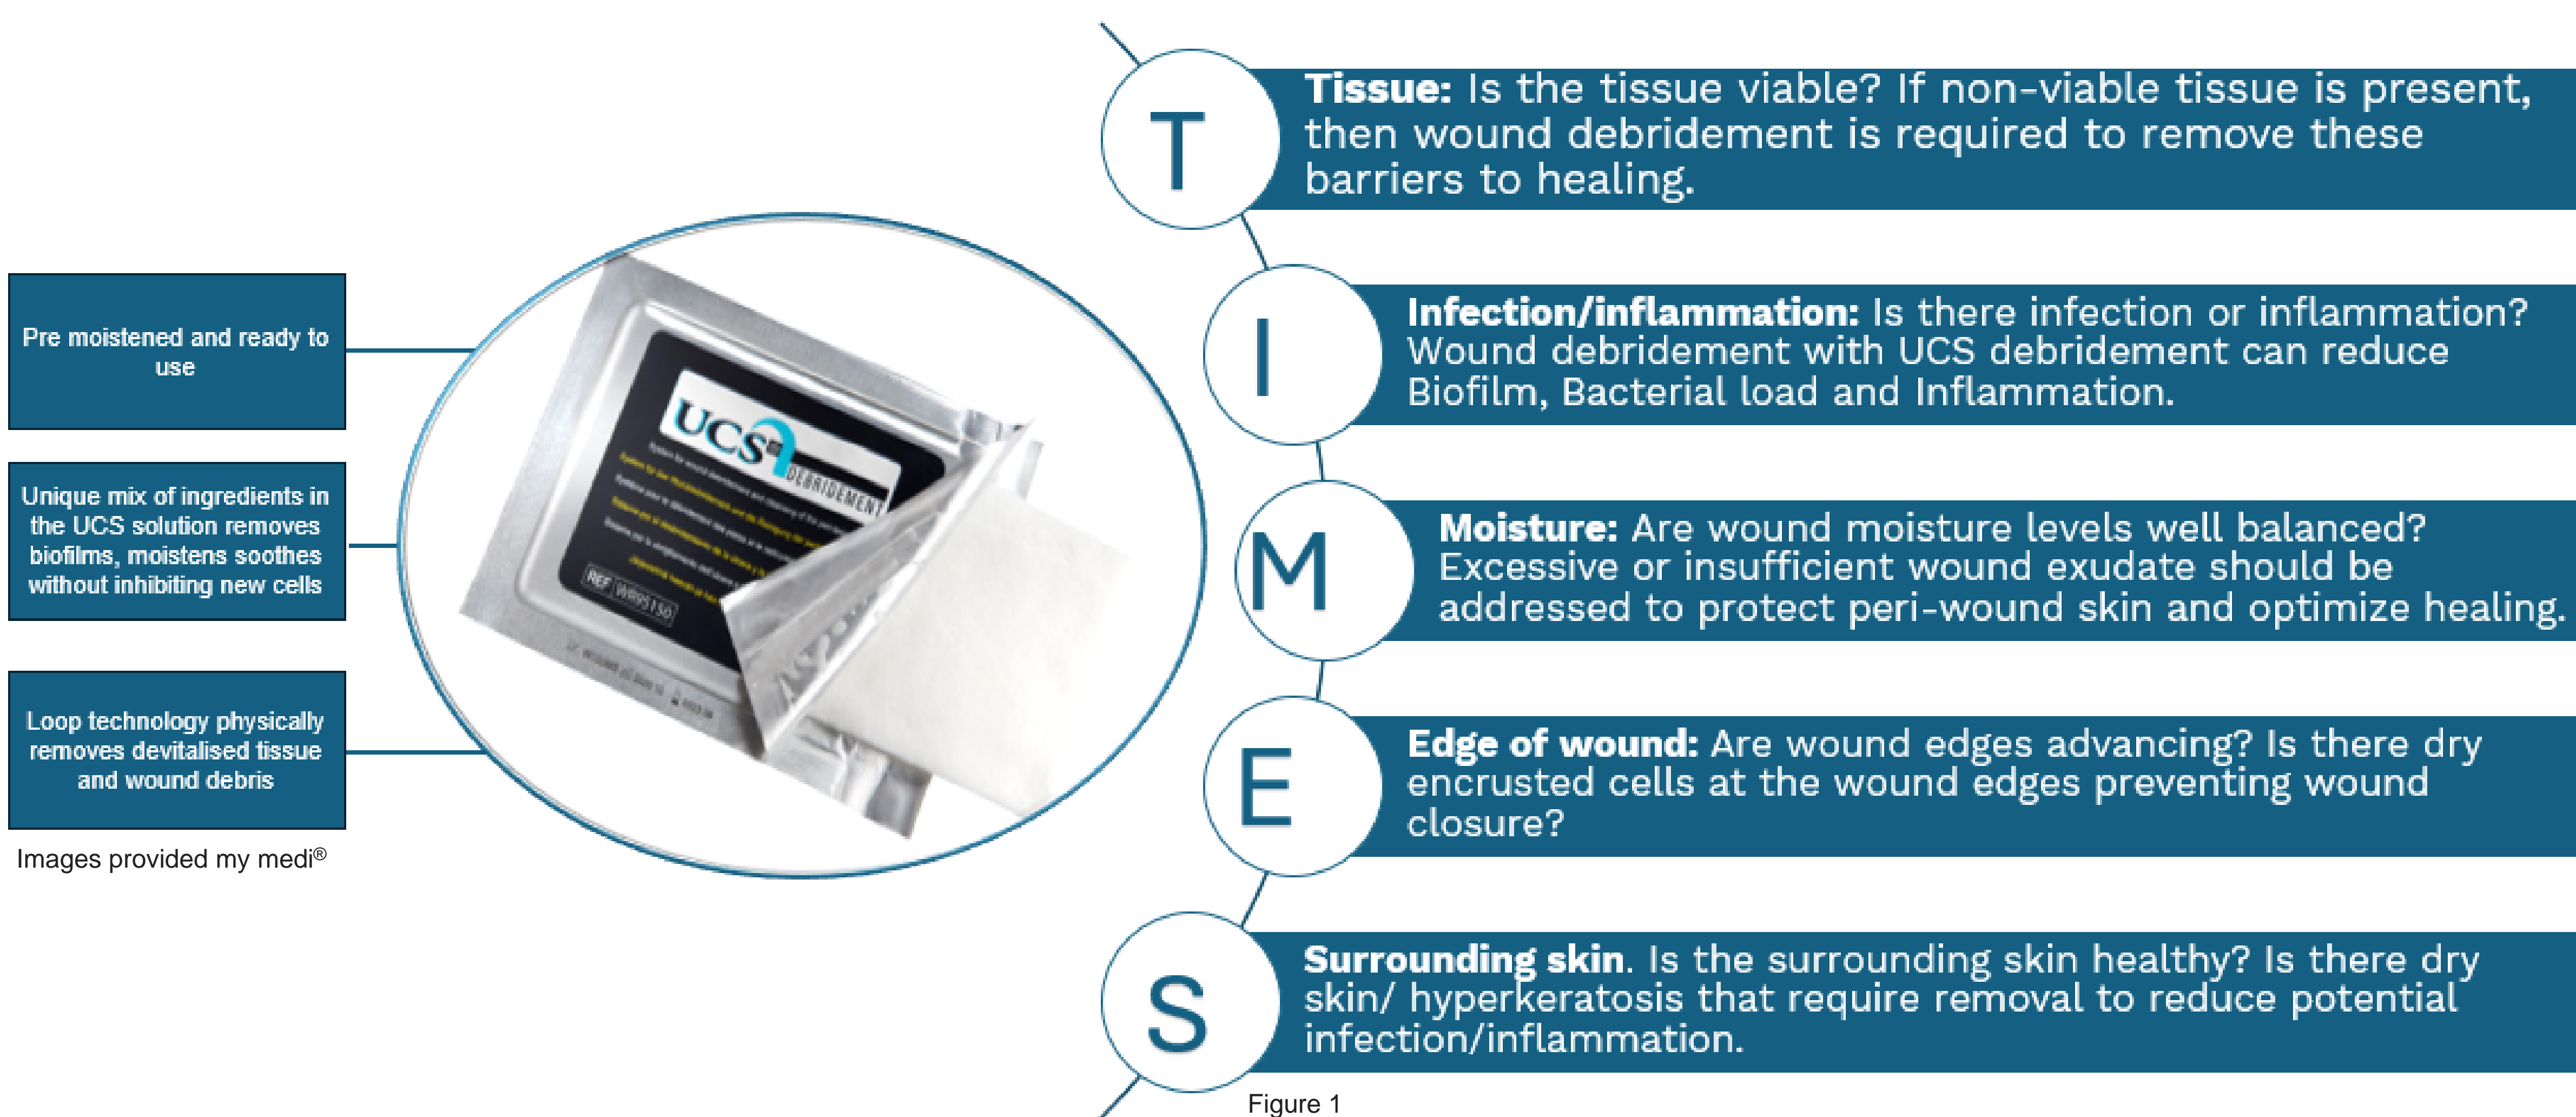 Pre moistened and ready to
use
Unique mix of ingredients in
the UCS solution removes
biofilms, moistens soothes
without inhibiting new cells
Loop technology physically
removes devitalised tissue
and wound debris
Images provided my medi®
UCS
DEBRIDEMENT
REF WR95150
T
Tissue: Is the tissue viable? If non-viable tissue is present,
then wound debridement is required to remove these
barriers to healing.
I
Infection/inflammation: Is there infection or inflammation?
Wound debridement with UCS debridement can reduce
Biofilm, Bacterial load and Inflammation.
M
Moisture: Are wound moisture levels well balanced?
Excessive or insufficient wound exudate should be
addressed to protect peri-wound skin and optimize healing.
E
Edge of wound: Are wound edges advancing? Is there dry
encrusted cells at the wound edges preventing wound
closure?
S
Surrounding skin. Is the surrounding skin healthy? Is there dry
skin/ hyperkeratosis that require removal to reduce potential
infection/inflammation.
Figure 1